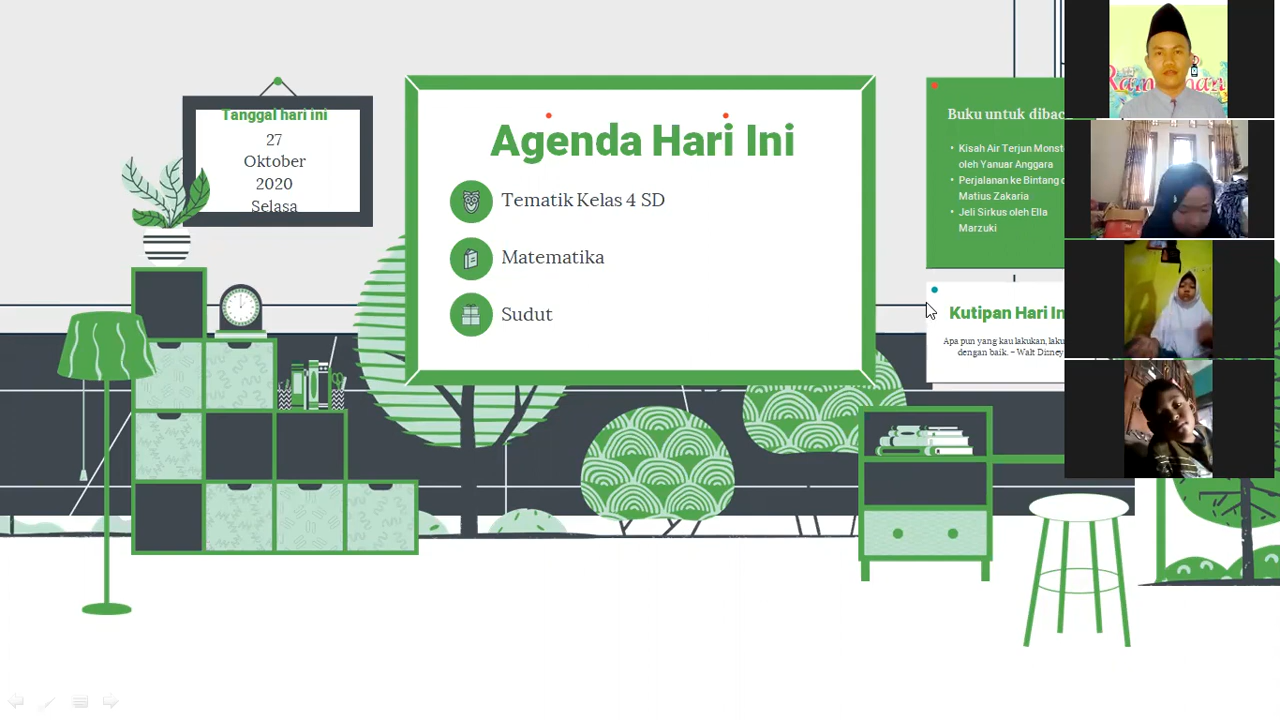 Tanggal hari ini
27
Oktober
2020
Selasa
Agenda Hari Ini
Tematik Kelas 4 SD
Matematika
Sudut
Buku untuk dibac
• Kisah Air Terjun Monst
oleh Yanuar Anggara
• Perjalanan ke Bintang
Matius Zakaria
• Jeli Sirkus oleh Ella
Marzuki
Kutipan Hari In
Apa pun yang kau lakukan,
dengan baik. – Walt Disney